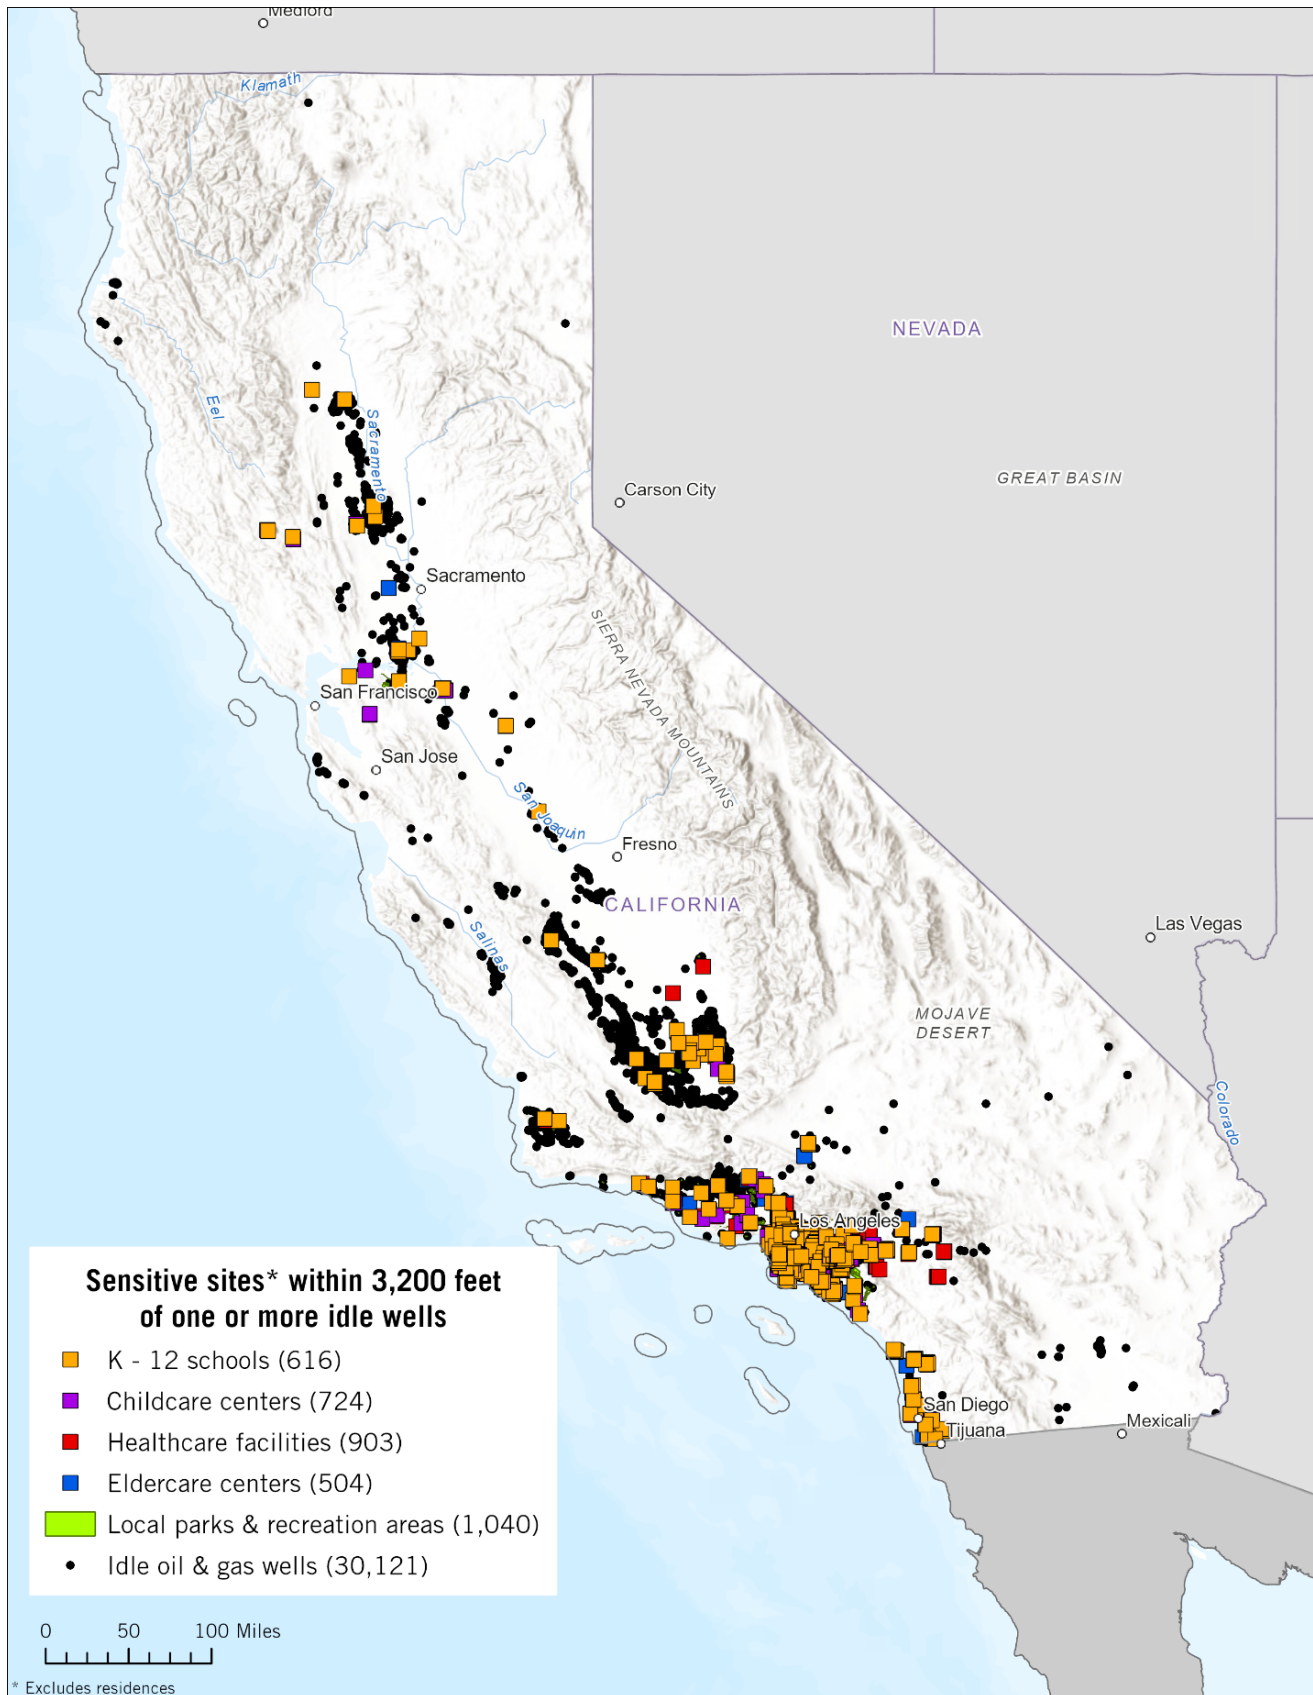 Medford
Klamath
NEVADA
Eel
Sacramento
GREAT BASIN
Carson City
Sacramento
SIERRA NEVADA MOUNTAINS
San Francisco
San Jose
San Joaquin
Fresno
CALIFORNIA
Las Vegas
Salinas
MOJAVE
DESERT
Colorado
Los Angeles
San Diego
Mexicali
Tijuana
Sensitive sites* within 3,200 feet
of one or more idle wells
K - 12 schools (616)
Childcare centers (724)
Healthcare facilities (903)
Eldercare centers (504)
Local parks & recreation areas (1,040)
Idle oil & gas wells (30,121)
0 50 100 Miles
* Excludes residences